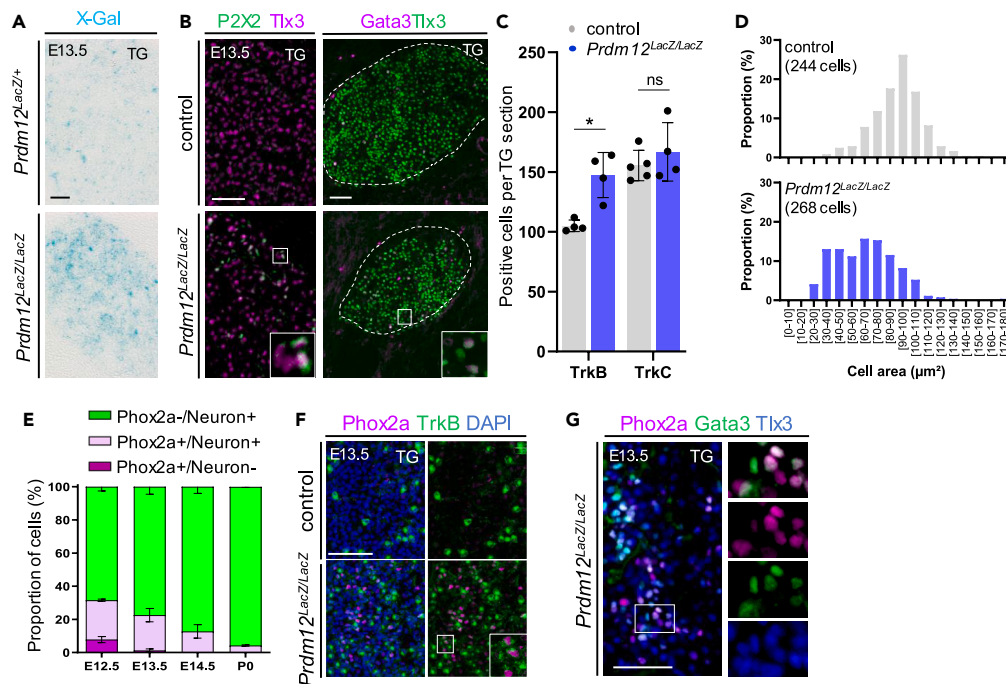 A
X-Gal
E13.5
TG
Prdm12LacZ/+
Prdm12LacZ/LacZ
B
P2X2 Tlx3
Gata3Tlx3
E13.5
TG
TG
control
Prdm12LacZ/LacZ
C
control
Prdm12LacZ/LacZ
Positive cells per TG section
250
200
150
100
50
0
*
ns
TrkB
TrkC
D
control
(244 cells)
Proportion (%)
30
20
10
0
Prdm12LacZ/LacZ
(268 cells)
Proportion (%)
30
20
10
0
[0-10]
[10-20]
[20-30]
[30-40]
[40-50]
[50-60]
[60-70]
[70-80]
[80-90]
[90-100]
[100-110]
[110-120]
[120-130]
[130-140]
[140-150]
[150-160]
[160-170]
[170-180]
Cell area (µm²)
E
Phox2a-/Neuron+
Phox2a+/Neuron+
Phox2a+/Neuron-
Proportion of cells (%)
100
80
60
40
20
0
E12.5
E13.5
E14.5
P0
F
Phox2a TrkB DAPI
E13.5
TG
control
Prdm12LacZ/LacZ
G
Phox2a Gata3 Tlx3
E13.5
TG
Prdm12LacZ/LacZ